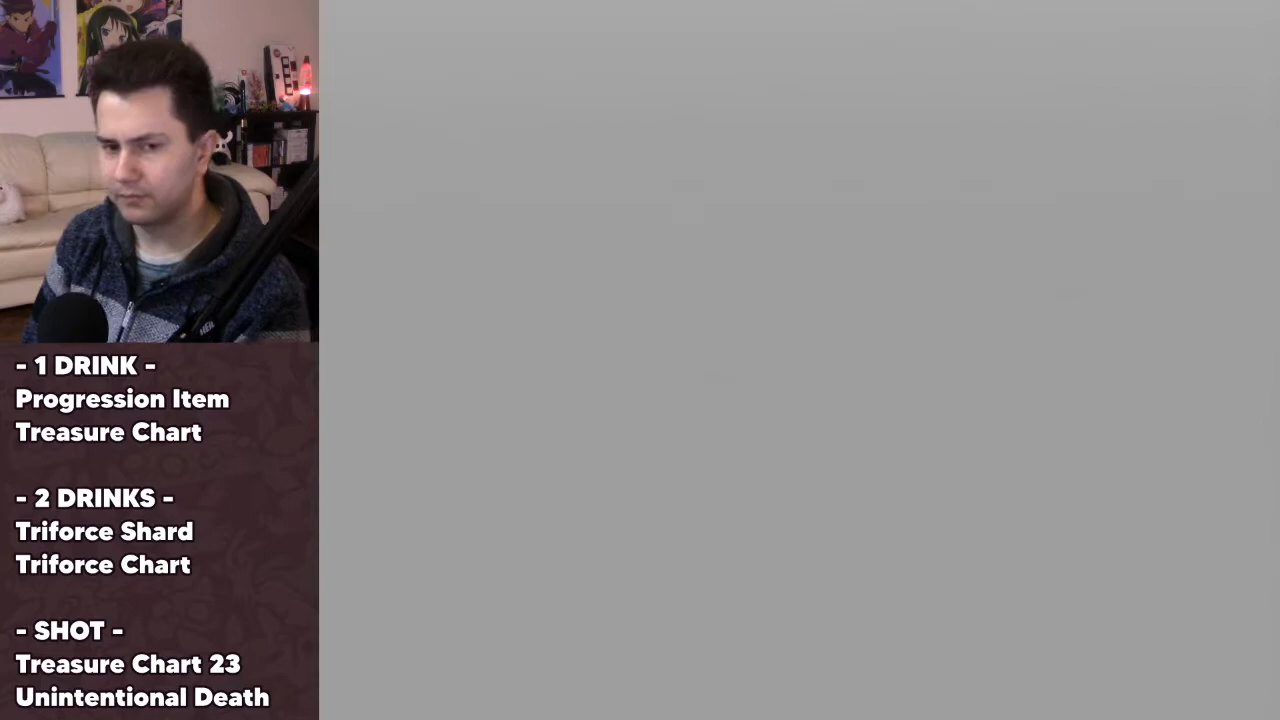 - 1 DRINK -
Progression Item
Treasure Chart
- 2 DRINKS -
Triforce Shard
Triforce Chart
- SHOT -
Treasure Chart 23
Unintentional Death